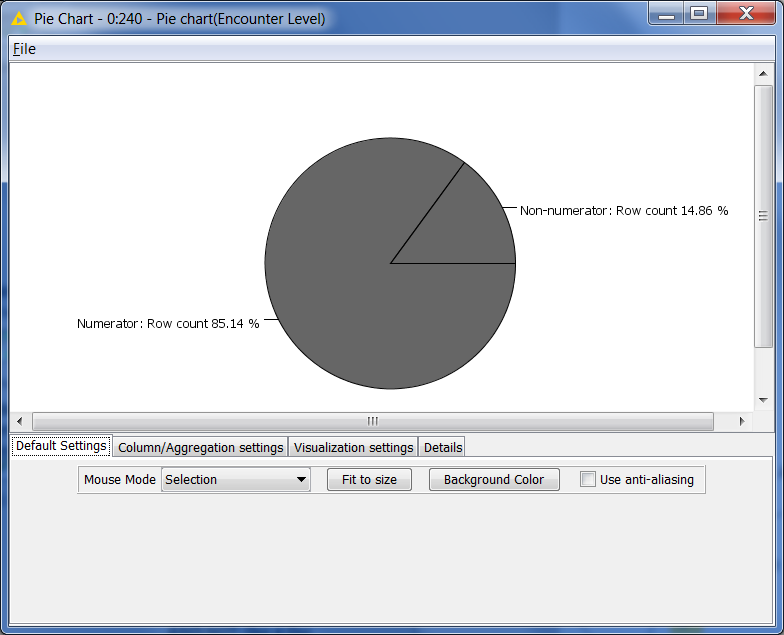 Pie Chart - 0:240 - Pie chart(Encounter Level)
File
Non-numerator: Row count 14.86 %
Numerator: Row count 85.14 %
Default Settings Column/Aggregation settings Visualization settings Details
Mouse Mode Selection Fit to size Background Color Use anti-aliasing